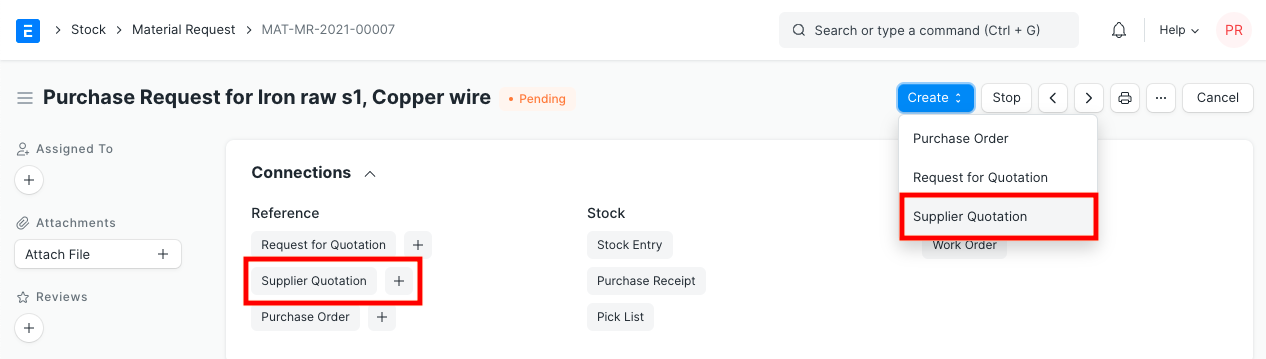 E
Stock
Material Request
MAT-MR-2021-00007
Search or type a command (Ctrl + G)
Help
PR
Purchase Request for Iron raw s1, Copper wire
Pending
Create
Stop
Cancel
Purchase Order
Request for Quotation
Supplier Quotation
Assigned To
Attachments
Attach File
Reviews
Connections
Reference
Request for Quotation
Supplier Quotation
Purchase Order
Stock
Stock Entry
Purchase Receipt
Pick List
Work Order